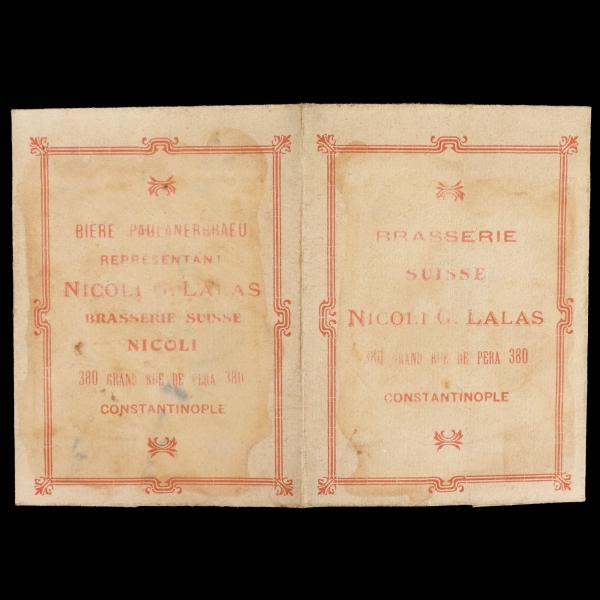 BIERE PAULANERBRAEU
REPRESENTANT
NICOLI G. LALAS
BRASSERIE SUISSE
NICOLI
380 GRAND RUE DE PERA 380
CONSTANTINOPLE
BRASSERIE
SUISSE
NICOLI G. LALAS
380 GRAND RUE DE PERA 380
CONSTANTINOPLE